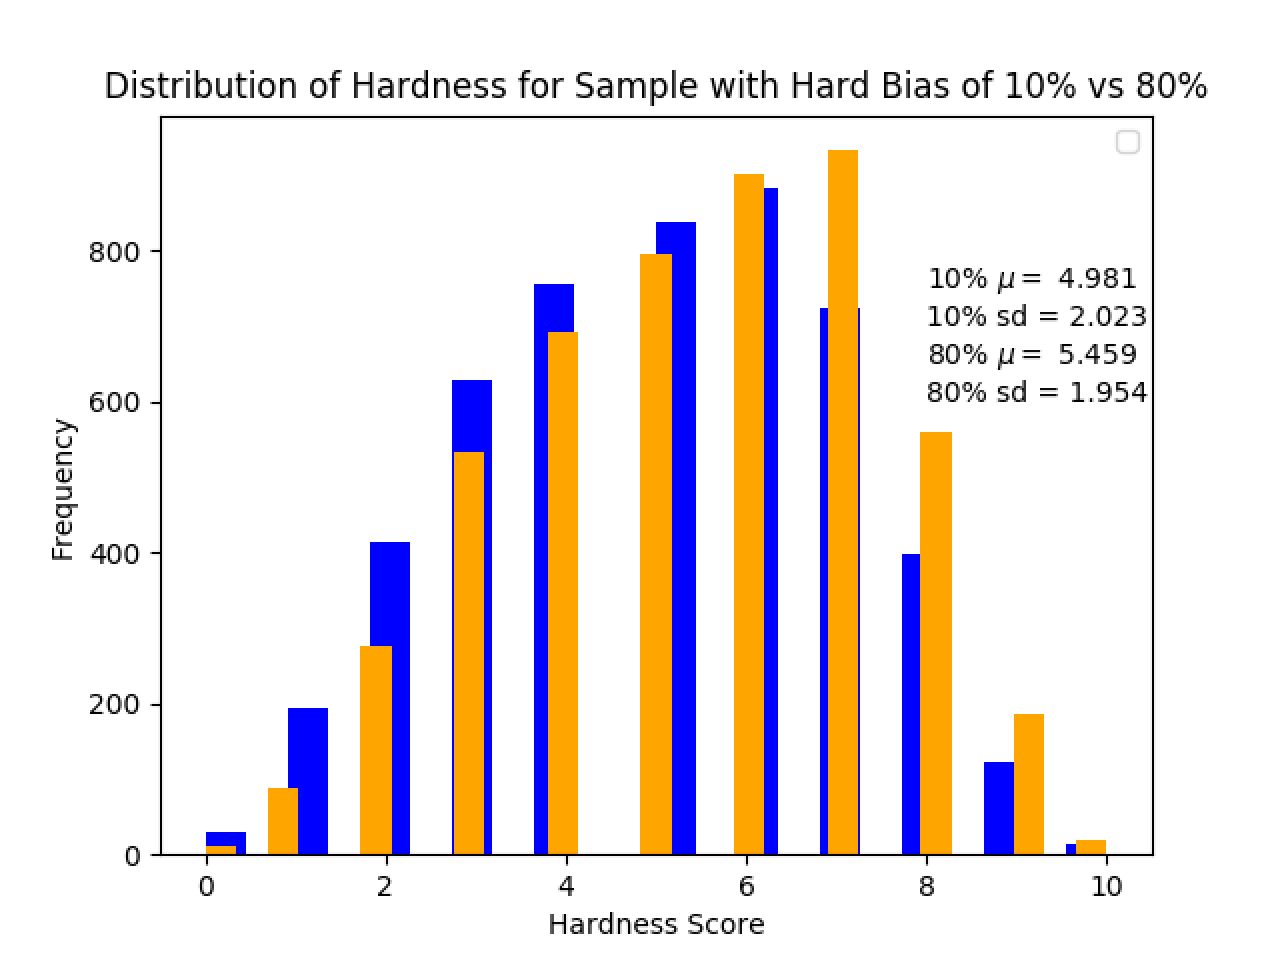 Distribution of Hardness for Sample with Hard Bias of 10% vs 80%
800
600
400
200
0
Frequency
10% μ = 4.981
10% sd = 2.023
80% μ = 5.459
80% sd = 1.954
0 2 4 6 8 10
Hardness Score